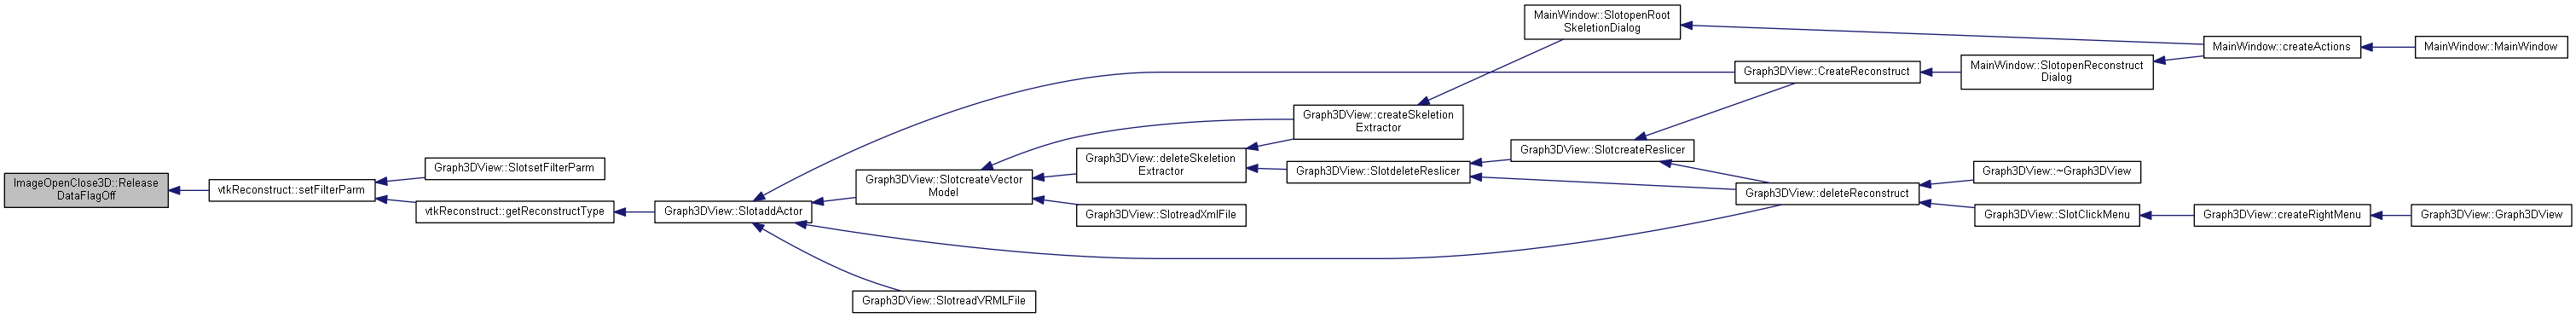 ImageOpenClose3D::Release
DataFlagOff
vtkReconstruct::setFilterParm
Graph3DView::SlotsetFilterParm
vtkReconstruct::getReconstructType
Graph3DView::SlotaddActor
Graph3DView::SlotcreateVector
Model
Graph3DView::SlotreadVRMLFile
Graph3DView::deleteSkeletion
Extractor
Graph3DView::SlotreadXmlFile
Graph3DView::createSkeletion
Extractor
Graph3DView::SlotdeleteReslicer
MainWindow::SlotopenRoot
SkeletionDialog
Graph3DView::SlotcreateReslicer
Graph3DView::CreateReconstruct
Graph3DView::deleteReconstruct
MainWindow::SlotopenReconstruct
Dialog
Graph3DView::~Graph3DView
Graph3DView::SlotClickMenu
MainWindow::createActions
Graph3DView::createRightMenu
MainWindow::MainWindow
Graph3DView::Graph3DView